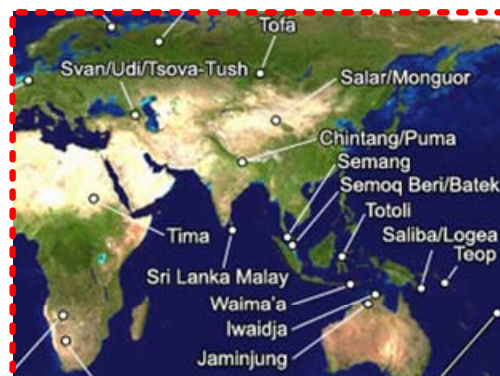 Tofa
Svan/Udi/Tsova-Tush
Salar/Monguor
Chintang/Puma
Semang
Semoq Beri/Batek
Totoli
Saliba/Logea
Teop
Tima
Sri Lanka Malay
Waima'a
Iwaidja
Jaminjung